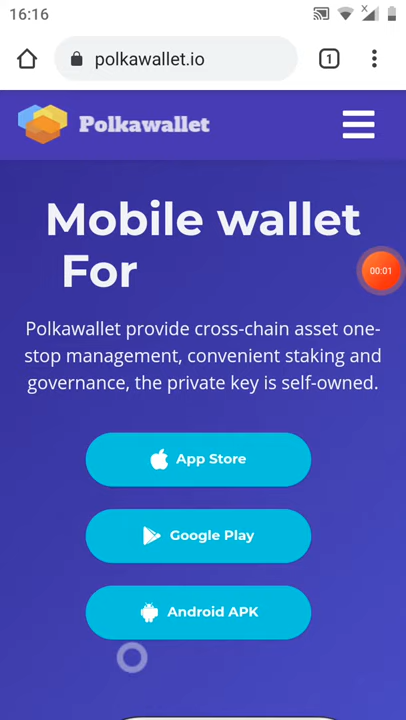 16:16
polkawallet.io
1
Polkawallet
Mobile wallet
For
00:01
Polkawallet provide cross-chain asset one-
stop management, convenient staking and
governance, the private key is self-owned.
App Store
Google Play
Android APK